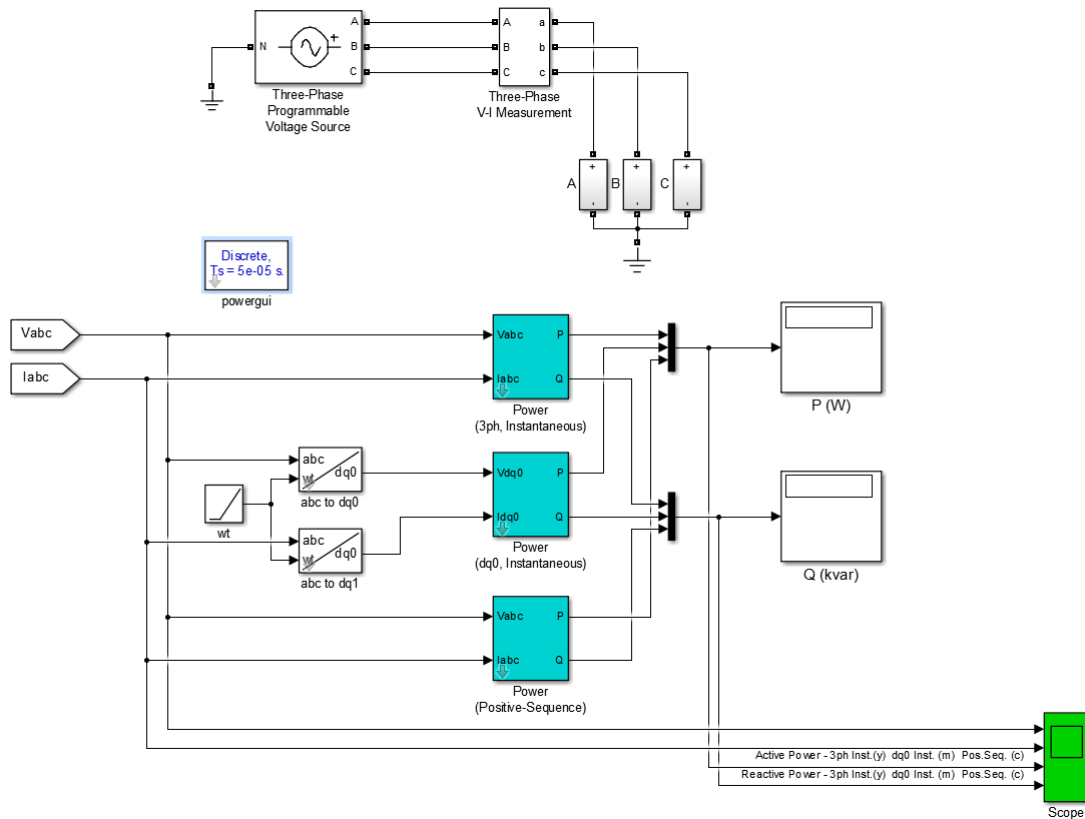 A
N
B
C
+
Three-Phase
Programmable
Voltage Source
A
B
C
a
b
c
Three-Phase
V-I Measurement
A
+
-
B
+
-
C
+
-
Discrete,
Ts = 5e-05 s.
powergui
Vabc
Iabc
Vabc
P
Iabc
Q
Power
(3ph, Instantaneous)
P (W)
abc
wt
dq0
abc to dq0
wt
abc
wt
dq0
abc to dq1
Vdq0
P
Idq0
Q
Power
(dq0, Instantaneous)
Q (kvar)
Vabc
P
Iabc
Q
Power
(Positive-Sequence)
Active Power - 3ph Inst.(y) dq0 Inst. (m) Pos.Seq. (c)
Reactive Power - 3ph Inst.(y) dq0 Inst. (m) Pos.Seq. (c)
Scope